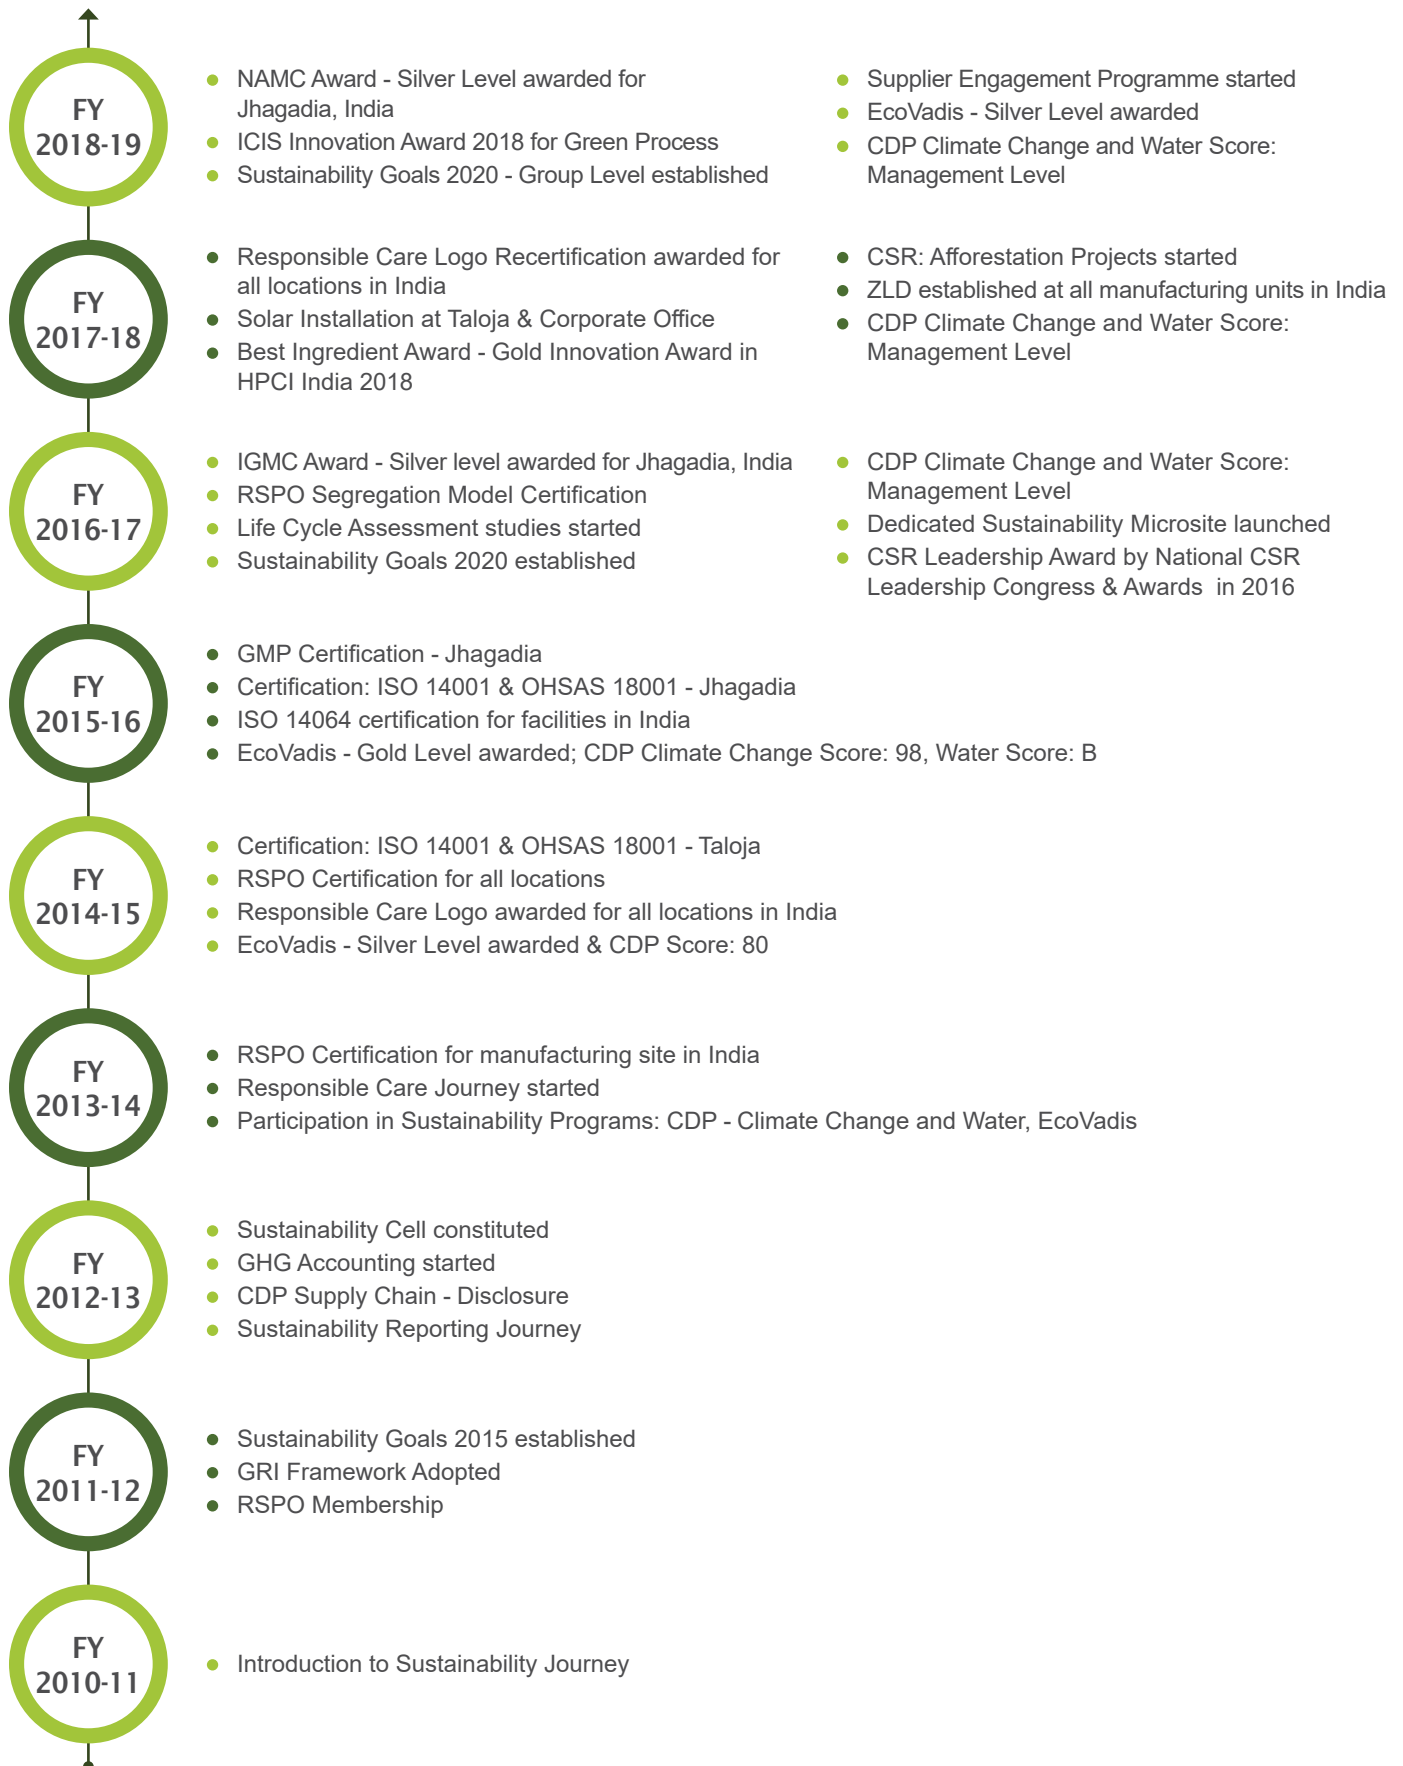 FY
2018-19
NAMC Award - Silver Level awarded for
Jhagadia, India
ICIS Innovation Award 2018 for Green Process
Sustainability Goals 2020 - Group Level established
Supplier Engagement Programme started
EcoVadis - Silver Level awarded
CDP Climate Change and Water Score:
Management Level
FY
2017-18
Responsible Care Logo Recertification awarded for
all locations in India
Solar Installation at Taloja & Corporate Office
Best Ingredient Award - Gold Innovation Award in
HPCI India 2018
CSR: Afforestation Projects started
ZLD established at all manufacturing units in India
CDP Climate Change and Water Score:
Management Level
FY
2016-17
IGMC Award - Silver level awarded for Jhagadia, India
RSPO Segregation Model Certification
Life Cycle Assessment studies started
Sustainability Goals 2020 established
CDP Climate Change and Water Score:
Management Level
Dedicated Sustainability Microsite launched
CSR Leadership Award by National CSR
Leadership Congress & Awards  in 2016
FY
2015-16
GMP Certification - Jhagadia
Certification: ISO 14001 & OHSAS 18001 - Jhagadia
ISO 14064 certification for facilities in India
EcoVadis - Gold Level awarded; CDP Climate Change Score: 98, Water Score: B
FY
2014-15
Certification: ISO 14001 & OHSAS 18001 - Taloja
RSPO Certification for all locations
Responsible Care Logo awarded for all locations in India
EcoVadis - Silver Level awarded & CDP Score: 80
FY
2013-14
RSPO Certification for manufacturing site in India
Responsible Care Journey started
Participation in Sustainability Programs: CDP - Climate Change and Water, EcoVadis
FY
2012-13
Sustainability Cell constituted
GHG Accounting started
CDP Supply Chain - Disclosure
Sustainability Reporting Journey
FY
2011-12
Sustainability Goals 2015 established
GRI Framework Adopted
RSPO Membership
FY
2010-11
Introduction to Sustainability Journey